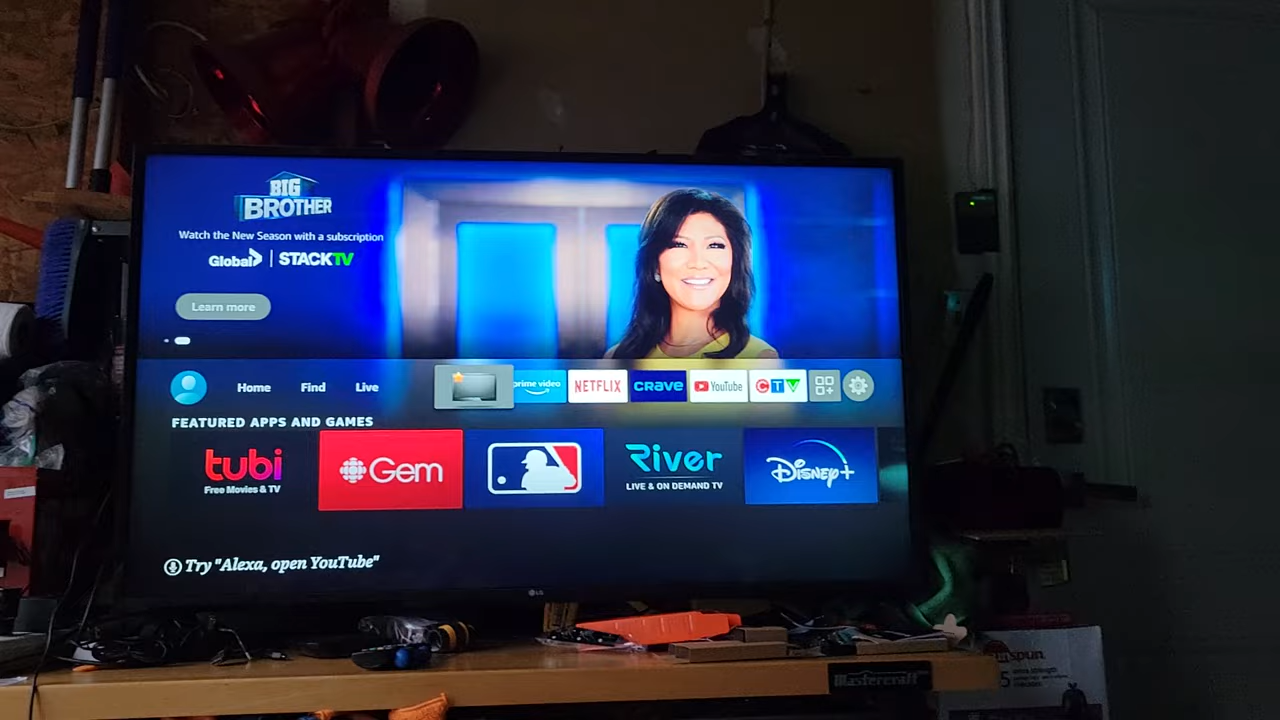 BIG
BROTHER
Watch the New Season with a subscription
Global | STACKTV
Learn more
Home Find Live prime video NETFLIX CRAVE YouTube CTV
FEATURED APPS AND GAMES
tubi
Free Movies & TV
Gem
River
LIVE & ON DEMAND TV
Disney+
Try "Alexa, open YouTube"
LG
Mastercraft